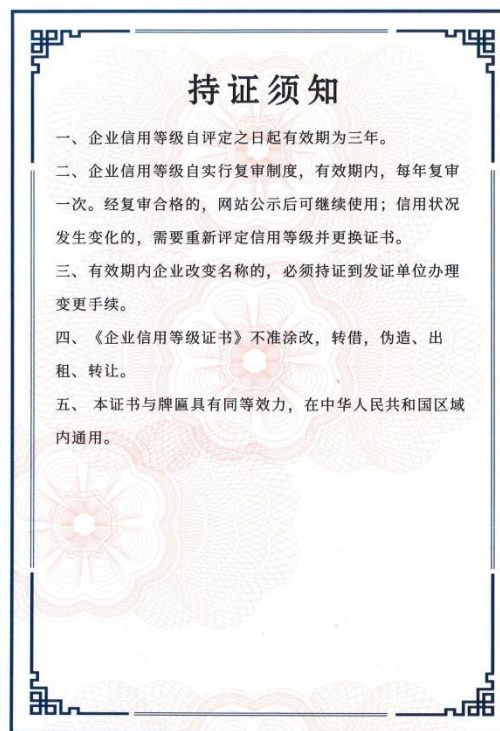 持证须知
一、企业信用等级自评定之日起有效期为三年。
二、企业信用等级自实行复审制度，有效期内，每年复审
一次。经复审合格的，网站公示后可继续使用；信用状况
发生变化的，需要重新评定信用等级并更换证书。
三、有效期内企业改变名称的，必须持证到发证单位办理
变更手续。
四、《企业信用等级证书》不准涂改，转借，伪造、出
租、转让。
五、 本证书与牌匾具有同等效力，在中华人民共和国区域
内通用。